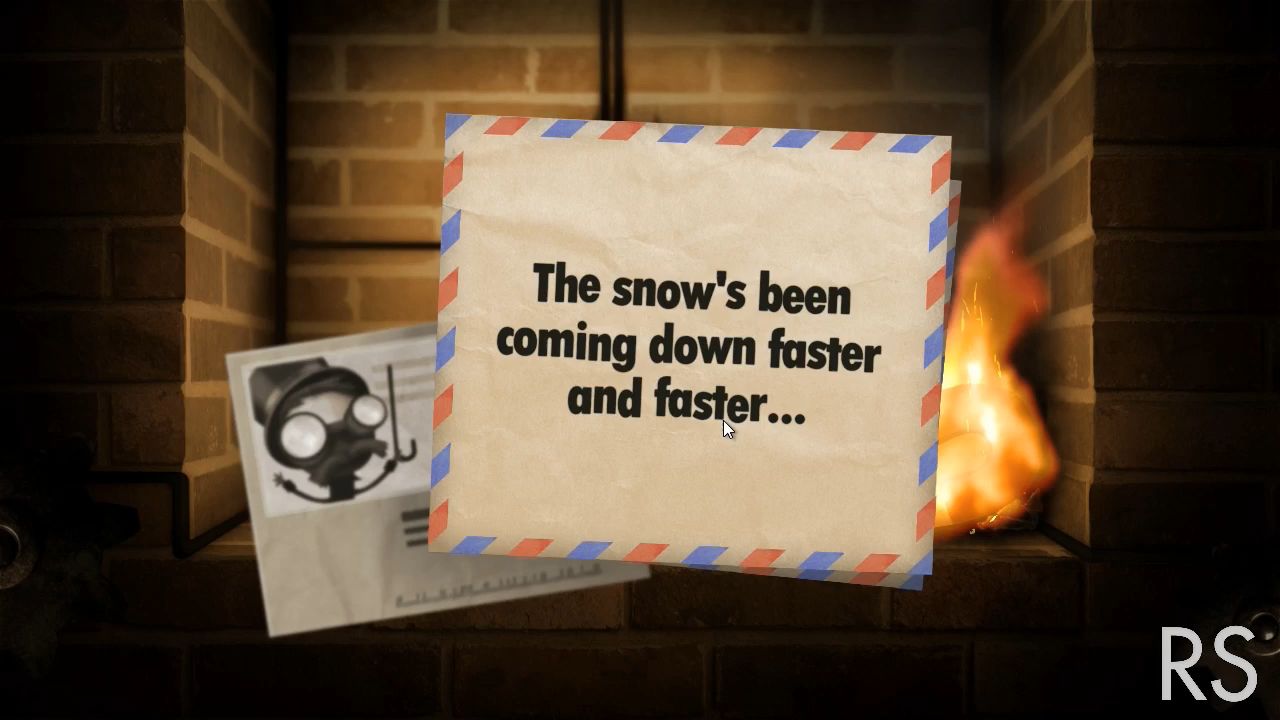 The snow's been
coming down faster
and faster...
RS